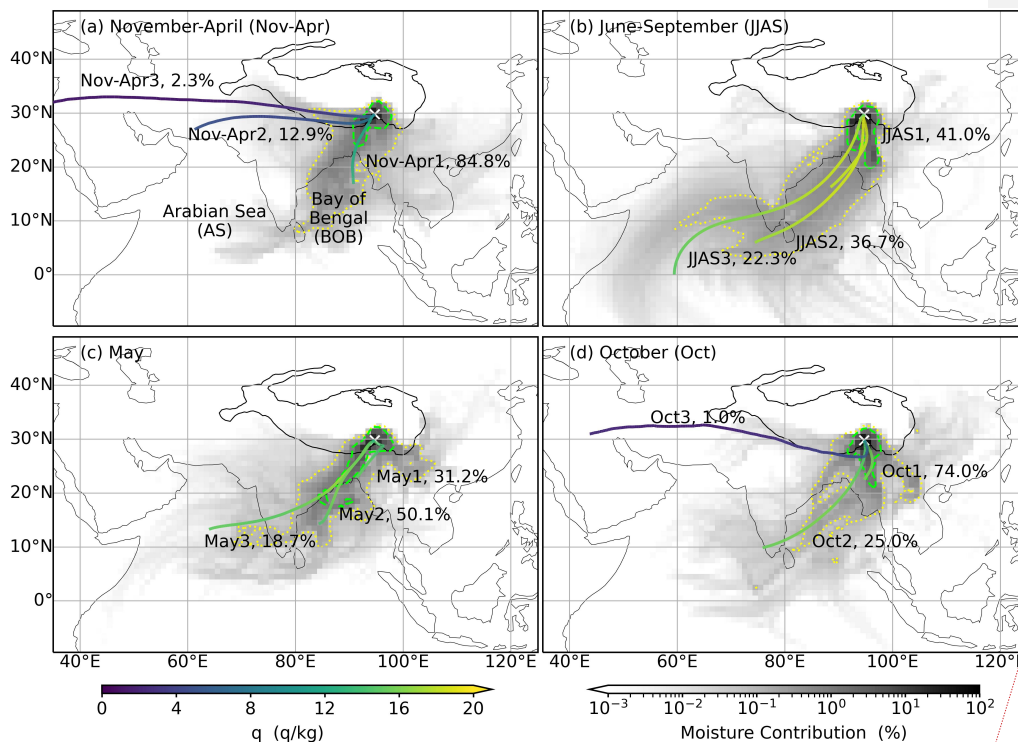 (a) November-April (Nov-Apr)
(b) June-September (JJAS)
40°N
Nov-Apr3, 2.3%
30°N
Nov-Apr2, 12.9%
JJAS1, 41.0%
20°N
Nov-Apr1, 84.8%
Arabian Sea
(AS)
Bay of
Bengal
(BOB)
10°N
JJAS2, 36.7%
JJAS3, 22.3%
0°
(c) May
(d) October (Oct)
40°N
Oct3, 1.0%
30°N
May1, 31.2%
Oct1, 74.0%
20°N
May2, 50.1%
May3, 18.7%
Oct2, 25.0%
10°N
0°
40°E 60°E 80°E 100°E 120°E 40°E 60°E 80°E 100°E
0 4 8 12 16 20
q (g/kg)
10⁻³ 10⁻² 10⁻¹ 10⁰ 10¹ 10²
Moisture Contribution (%)